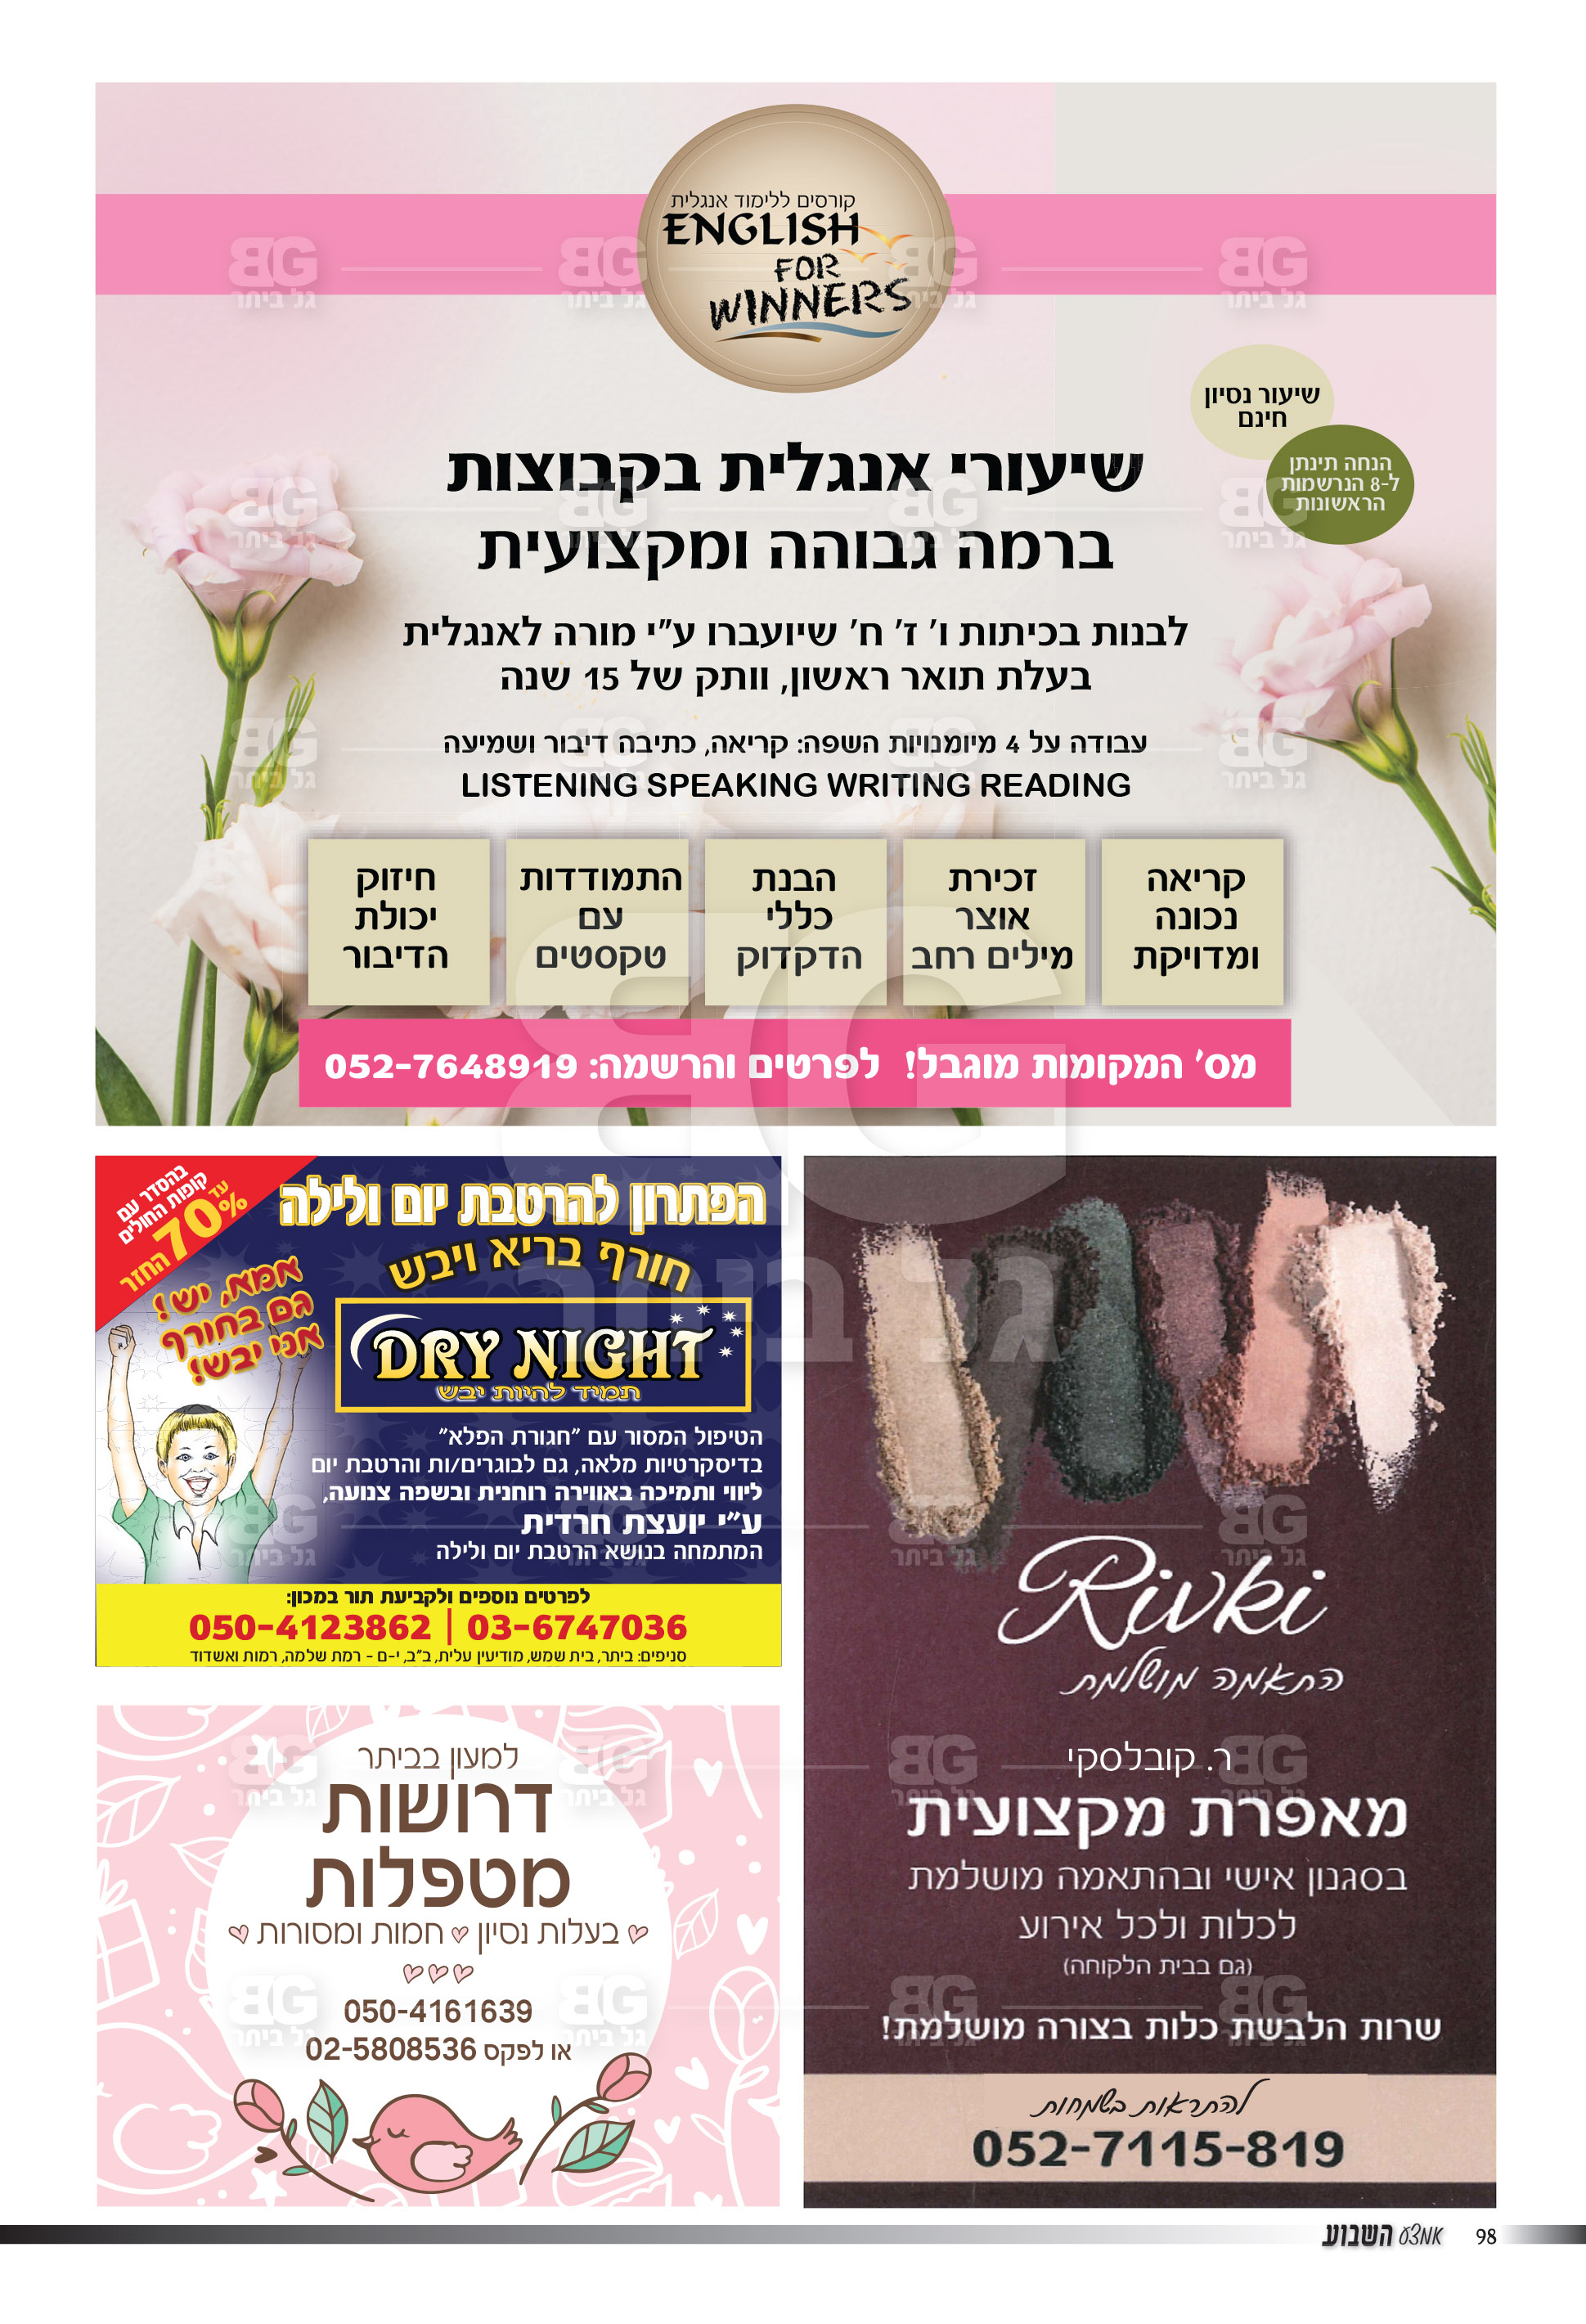 קורסים ללימוד אנגלית
ENGLISH
FOR
WINNERS
שיעור נסיון
חינם
הנחה תינתן
ל-8 הנרשמות
הראשונות
שיעורי אנגלית בקבוצות
ברמה גבוהה ומקצועית
לבנות בכיתות ו' ז' ח' שיועברו ע"י מורה לאנגלית
בעלת תואר ראשון, וותק של 15 שנה
עבודה על 4 מיומנויות השפה: קריאה, כתיבה דיבור ושמיעה
LISTENING SPEAKING WRITING READING
קריאה
נכונה
ומדויקת
זכירת
אוצר
מילים רחב
הבנת
כללי
הדקדוק
התמודדות
עם
טקסטים
חיזוק
יכולת
הדיבור
מס' המקומות מוגבל! לפרטים והרשמה: 052-7648919
בהסדר עם
קופות החולים
עד
70%
החזר
הפתרון להרטבת יום ולילה
חורף בריא ויבש
אמא, יש!
גם בחורף
אני יבש!
DRY NIGHT
תמיד להיות יבש
הטיפול המסור עם "חגורת הפלא"
בדיסקרטיות מלאה, גם לבוגרים/ות והרטבת יום
ליווי ותמיכה באווירה רוחנית ובשפה צנועה,
ע"י יועצת חרדית
המתמחה בנושא הרטבת יום ולילה
לפרטים נוספים ולקביעת תור במכון:
050-4123862 | 03-6747036
סניפים: ביתר, בית שמש, מודיעין עלית, ב"ב, י-ם - רמת שלמה, רמות ואשדוד
Rivki
התאמה מושלמת
ר. קובלסקי
מאפרת מקצועית
בסגנון אישי ובהתאמה מושלמת
לכלות ולכל אירוע
(גם בבית הלקוחה)
שרות הלבשת כלות בצורה מושלמת!
להתראות בשמחות
052-7115-819
למעון בביתר
דרושות
מטפלות
בעלות נסיון חמות ומסורות
050-4161639
או לפקס 02-5808536
BG
גל ביתר
98 אמצע השבוע